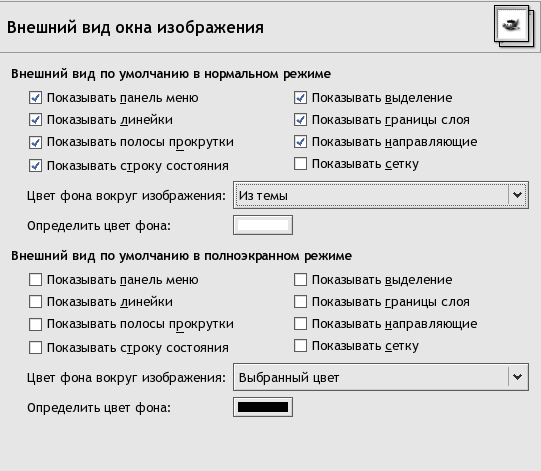 Внешний вид окна изображения
Внешний вид по умолчанию в нормальном режиме
Показывать панель меню
Показывать выделение
Показывать линейки
Показывать границы слоя
Показывать полосы прокрутки
Показывать направляющие
Показывать строку состояния
Показывать сетку
Цвет фона вокруг изображения: Из темы
Определить цвет фона:
Внешний вид по умолчанию в полноэкранном режиме
Показывать панель меню
Показывать выделение
Показывать линейки
Показывать границы слоя
Показывать полосы прокрутки
Показывать направляющие
Показывать строку состояния
Показывать сетку
Цвет фона вокруг изображения: Выбранный цвет
Определить цвет фона: